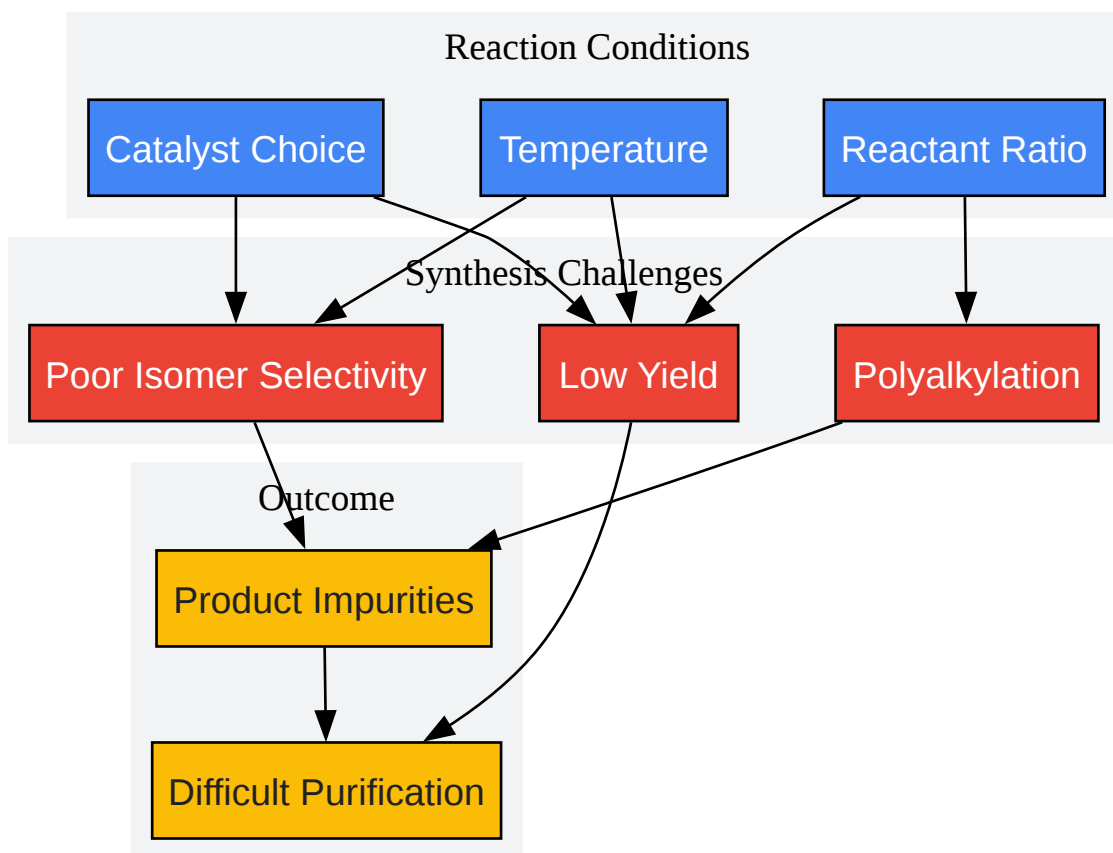 Reaction Conditions
Catalyst Choice
Temperature
Reactant Ratio
Synthesis Challenges
Poor Isomer Selectivity
Low Yield
Polyalkylation
Outcome
Product Impurities
Difficult Purification